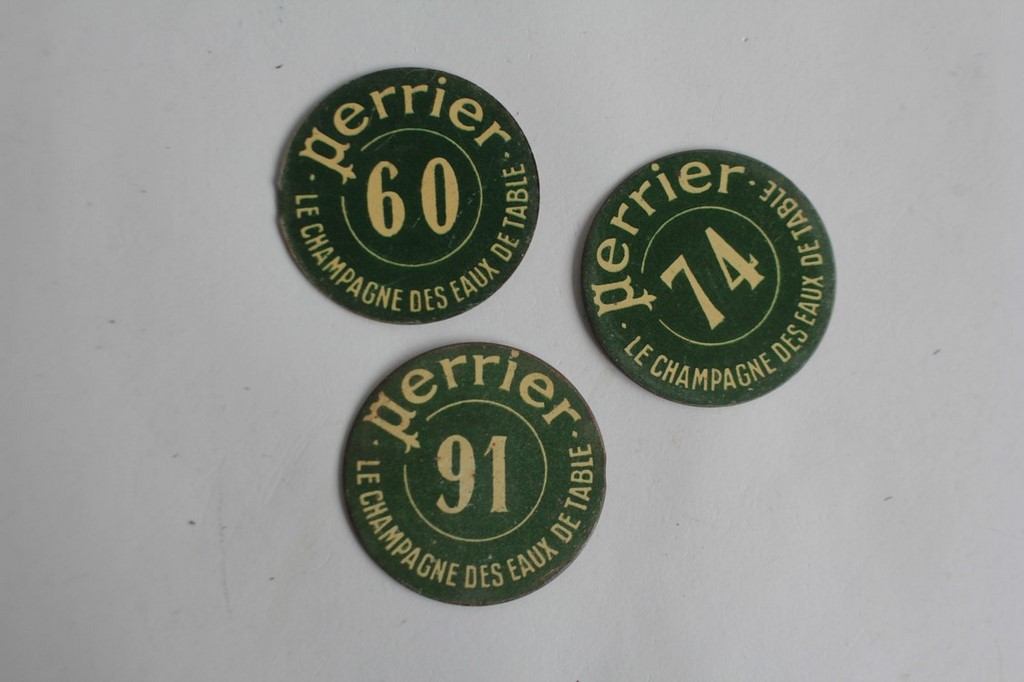 Perrier
60
· LE CHAMPAGNE DES EAUX DE TABLE ·
Perrier
74
· LE CHAMPAGNE DES EAUX DE TABLE ·
Perrier
91
· LE CHAMPAGNE DES EAUX DE TABLE ·